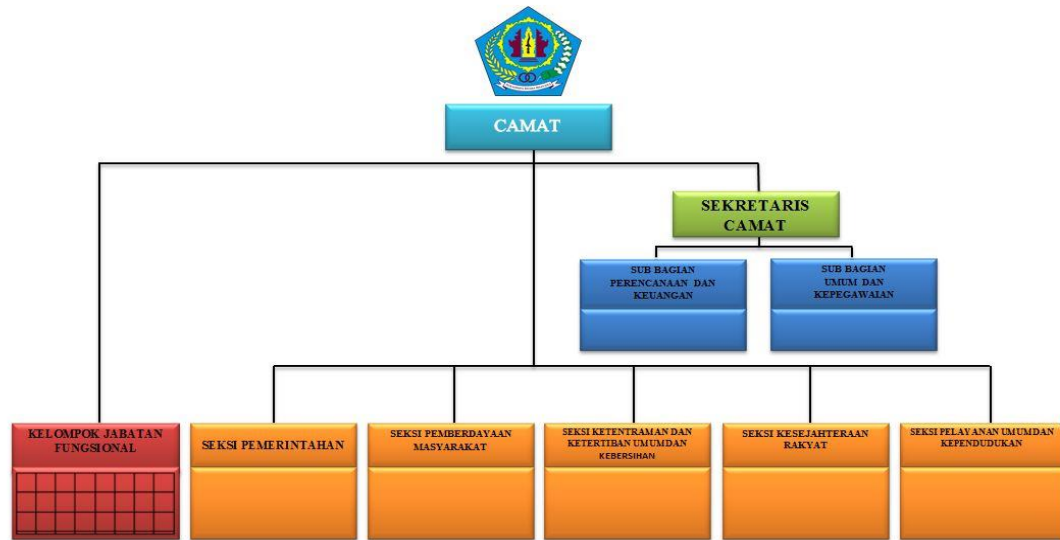 CAMAT
SEKRETARIS
CAMAT
SUB BAGIAN
PERENCANAAN DAN
KEUANGAN
SUB BAGIAN
UMUM DAN
KEPEGAWAIAN
KELOMPOK JABATAN
FUNGSIONAL
SEKSI PEMERINTAHAN
SEKSI PEMBERDAYAAN
MASYARAKAT
SEKSI KETENTRAMAN DAN
KETERTIBAN UMUMDAN
KEBERSIHAN
SEKSI KESEJAHTERAAN
RAKYAT
SEKSI PELAYANAN UMUMDAN
KEPENDUDUKAN